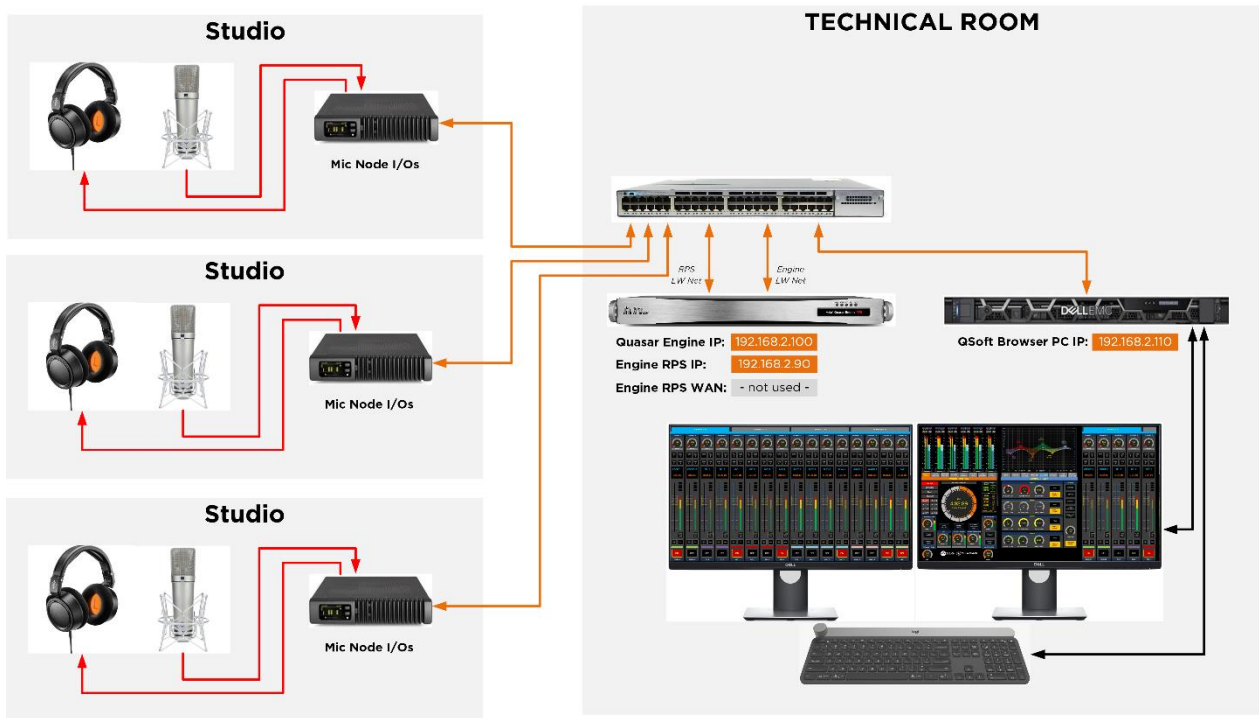 Studio
Mic Node I/Os
Studio
Mic Node I/Os
Studio
Mic Node I/Os
TECHNICAL ROOM
RPS
LW Net
Engine
LW Net
DELLEMC
Quasar Engine IP: 192.168.2.100
Engine RPS IP: 192.168.2.90
Engine RPS WAN: - not used -
QSoft Browser PC IP: 192.168.2.110
DELL
DELL